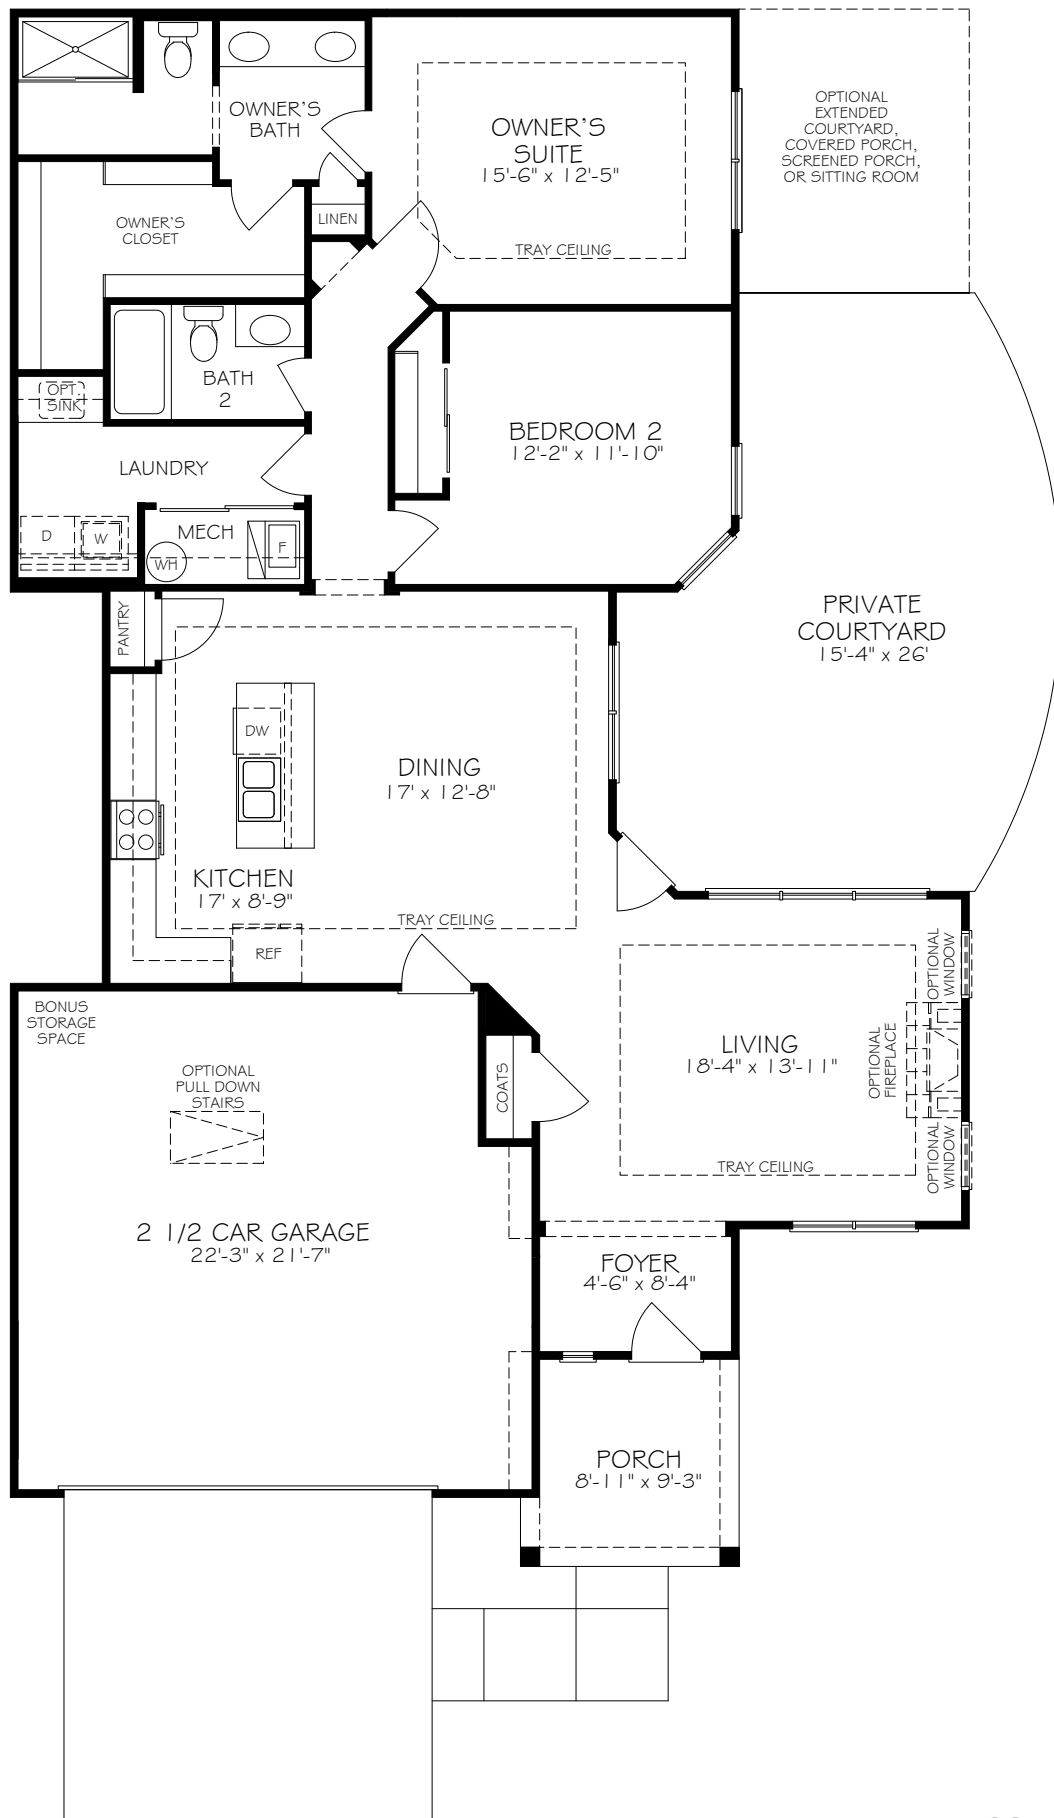 OWNER'S
BATH
OWNER'S
SUITE
15'-6" x 12'-5"
TRAY CEILING
OPTIONAL
EXTENDED
COURTYARD,
COVERED PORCH,
SCREENED PORCH,
OR SITTING ROOM
OWNER'S
CLOSET
LINEN
BATH
2
OPT.
SINK
BEDROOM 2
12'-2" x 11'-10"
LAUNDRY
D
W
MECH
WH
F
PANTRY
PRIVATE
COURTYARD
15'-4" x 26'
DW
DINING
17' x 12'-8"
KITCHEN
17' x 8'-9"
TRAY CEILING
REF
BONUS
STORAGE
SPACE
OPTIONAL
PULL DOWN
STAIRS
COATS
LIVING
18'-4" x 13'-11"
TRAY CEILING
OPTIONAL
WINDOW
OPTIONAL
FIREPLACE
OPTIONAL
WINDOW
2 1/2 CAR GARAGE
22'-3" x 21'-7"
FOYER
4'-6" x 8'-4"
PORCH
8'-11" x 9'-3"